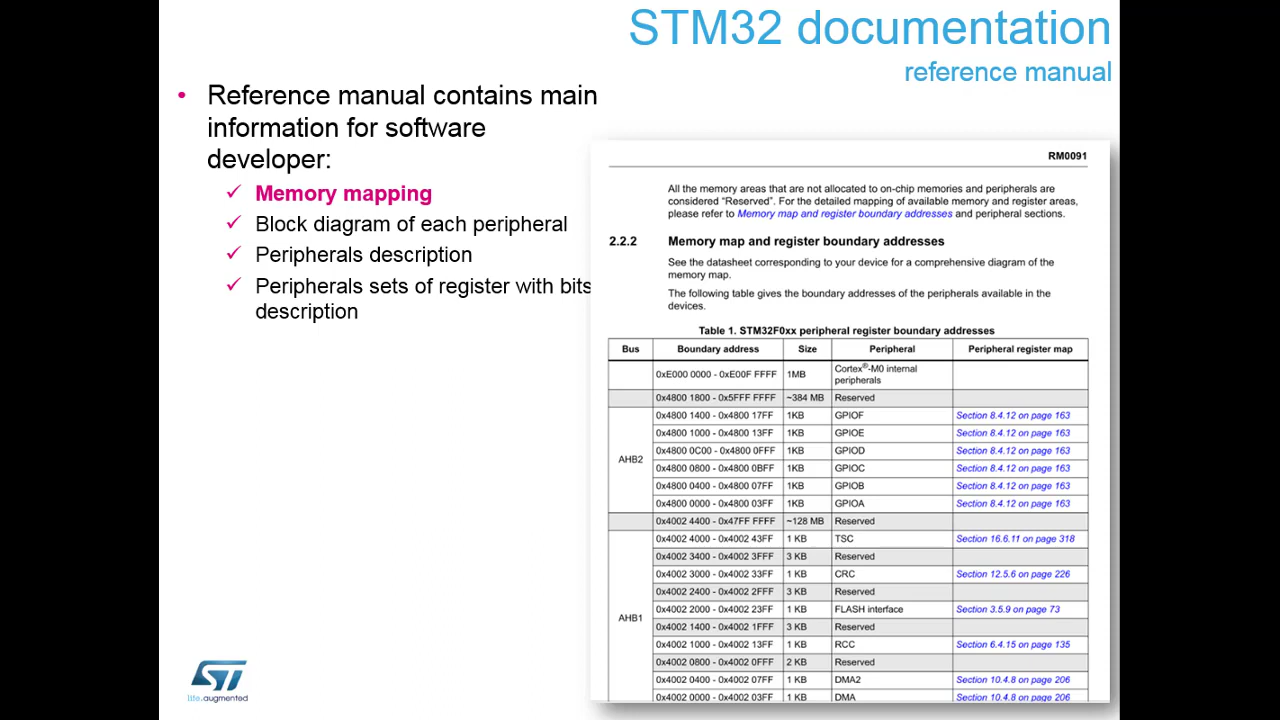 STM32 documentation
reference manual
• Reference manual contains main
information for software
developer:
✓ Memory mapping
✓ Block diagram of each peripheral
✓ Peripherals description
✓ Peripherals sets of register with bits
description
RM0091
All the memory areas that are not allocated to on-chip memories and peripherals are
considered “Reserved”. For the detailed mapping of available memory and register areas,
please refer to Memory map and register boundary addresses and peripheral sections.
2.2.2 Memory map and register boundary addresses
See the datasheet corresponding to your device for a comprehensive diagram of the
memory map.
The following table gives the boundary addresses of the peripherals available in the
devices.
Table 1. STM32F0xx peripheral register boundary addresses
Bus Boundary address Size Peripheral Peripheral register map
0xE000 0000 - 0xE00F FFFF 1MB Cortex®-M0 internal
peripherals
0x4800 1800 - 0x5FFF FFFF ~384 MB Reserved
AHB2
0x4800 1400 - 0x4800 17FF 1KB GPIOF Section 8.4.12 on page 163
0x4800 1000 - 0x4800 13FF 1KB GPIOE Section 8.4.12 on page 163
0x4800 0C00 - 0x4800 0FFF 1KB GPIOD Section 8.4.12 on page 163
0x4800 0800 - 0x4800 0BFF 1KB GPIOC Section 8.4.12 on page 163
0x4800 0400 - 0x4800 07FF 1KB GPIOB Section 8.4.12 on page 163
0x4800 0000 - 0x4800 03FF 1KB GPIOA Section 8.4.12 on page 163
0x4002 4400 - 0x47FF FFFF ~128 MB Reserved
AHB1
0x4002 4000 - 0x4002 43FF 1 KB TSC Section 16.6.11 on page 318
0x4002 3400 - 0x4002 3FFF 3 KB Reserved
0x4002 3000 - 0x4002 33FF 1 KB CRC Section 12.5.6 on page 226
0x4002 2400 - 0x4002 2FFF 3 KB Reserved
0x4002 2000 - 0x4002 23FF 1 KB FLASH interface Section 3.5.9 on page 73
0x4002 1400 - 0x4002 1FFF 3 KB Reserved
0x4002 1000 - 0x4002 13FF 1 KB RCC Section 6.4.15 on page 135
0x4002 0800 - 0x4002 0FFF 2 KB Reserved
0x4002 0400 - 0x4002 07FF 1 KB DMA2 Section 10.4.8 on page 206
0x4002 0000 - 0x4002 03FF 1 KB DMA Section 10.4.8 on page 206
ST
life.augmented